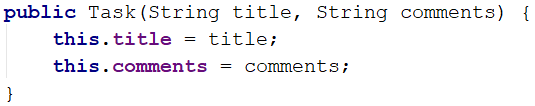 public Task(String title, String comments) {
    this.title = title;
    this.comments = comments;
}